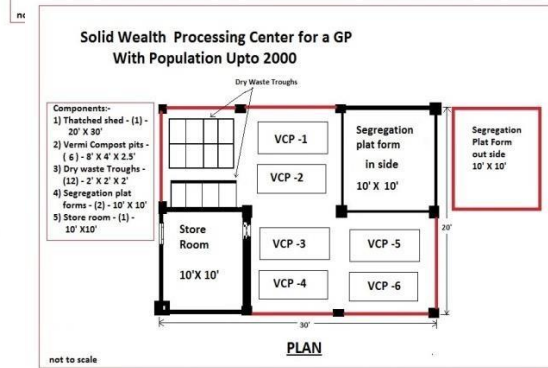 no
Solid Wealth Processing Center for a GP
With Population Upto 2000
Dry Waste Troughs
Components:-
1) Thatched shed - (1) -
20' X 30'
2) Vermi Compost pits -
( 6 ) - 8' X 4' X 2.5'
3) Dry waste Troughs -
(12) - 2' X 2' X 2'
4) Segregation plat
forms - (2) - 10' X 10'
5) Store room - (1) -
10' X10'
VCP -1
VCP -2
Segregation
plat form
in side
10' X 10'
Segregation
Plat Form
out side
10' X 10'
Store
Room
10'X 10'
VCP -3
VCP -4
VCP -5
VCP -6
20'
30'
PLAN
not to scale